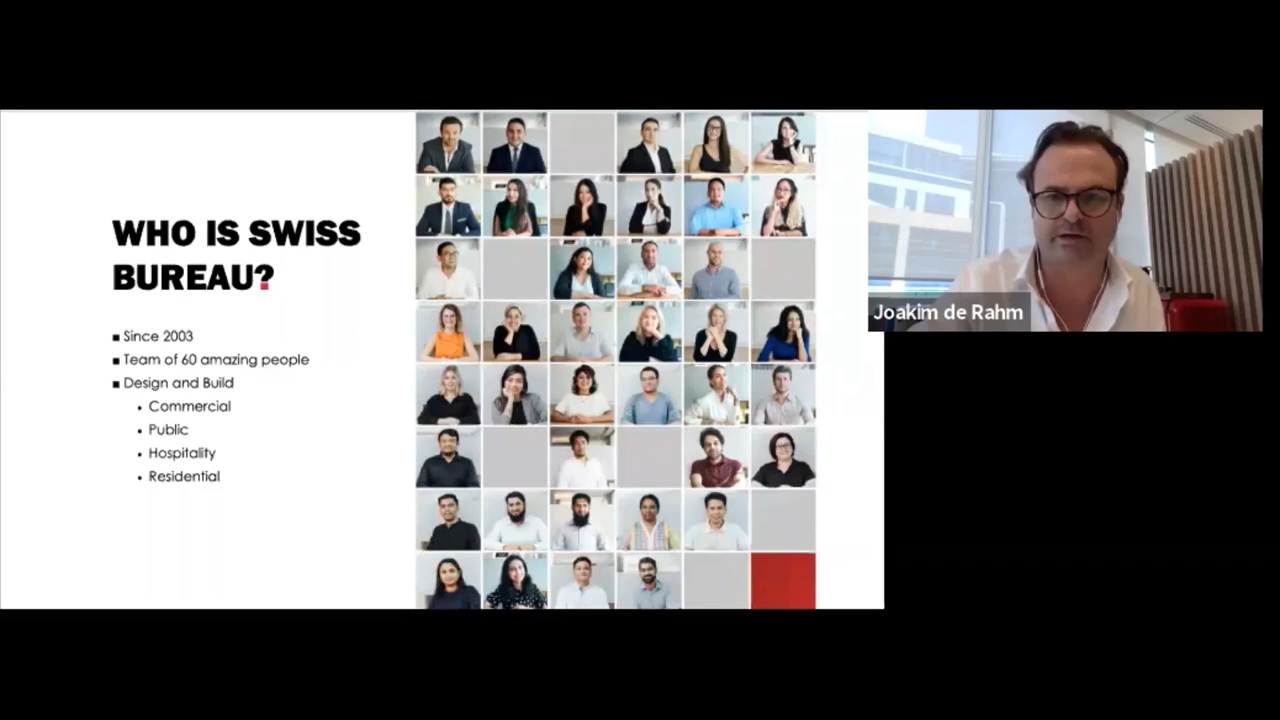 WHO IS SWISS
BUREAU?
Since 2003
Team of 60 amazing people
Design and Build
Commercial
Public
Hospitality
Residential
Joakim de Rahm